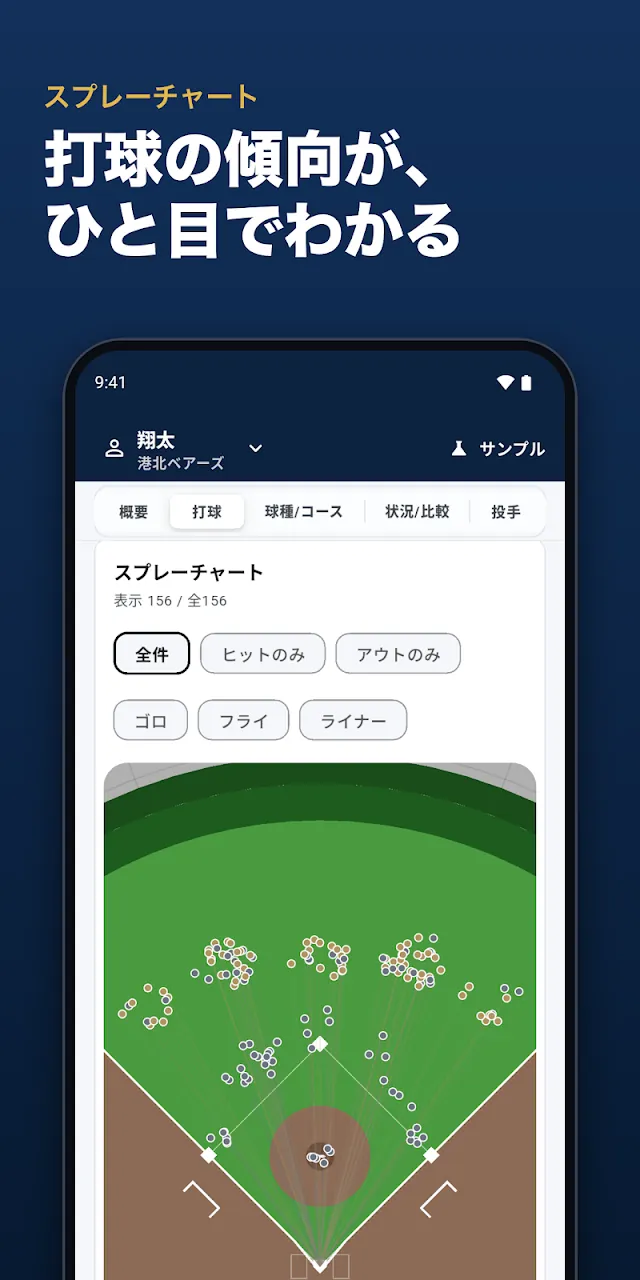 スプレーチャート
打球の傾向が、
ひと目でわかる
9:41
翔太
港北ベアーズ
サンプル
概要 打球 球種/コース 状況/比較 投手
スプレーチャート
表示 156 / 全156
全件 ヒットのみ アウトのみ
ゴロ フライ ライナー